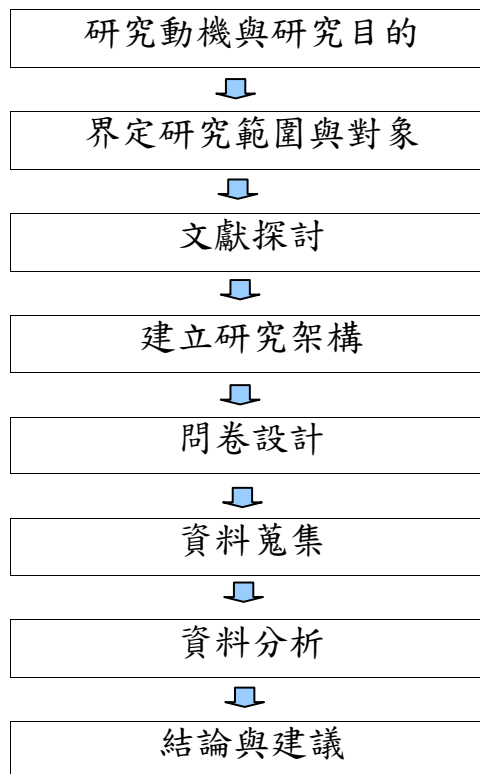 研究動機與研究目的
界定研究範圍與對象
文獻探討
建立研究架構
問卷設計
資料蒐集
資料分析
結論與建議